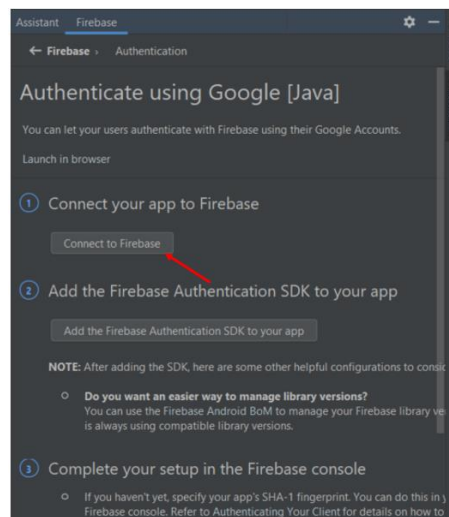 Assistant Firebase
← Firebase › Authentication
Authenticate using Google [Java]
You can let your users authenticate with Firebase using their Google Accounts.
Launch in browser
1 Connect your app to Firebase
Connect to Firebase
2 Add the Firebase Authentication SDK to your app
Add the Firebase Authentication SDK to your app
NOTE: After adding the SDK, here are some other helpful configurations to
Do you want an easier way to manage library versions?
You can use the Firebase Android BoM to manage your Firebase library
is always using compatible library versions.
3 Complete your setup in the Firebase console
If you haven't yet, specify your app's SHA-1 fingerprint. You can do this in
Firebase console. Refer to Authenticating Your Client for details on how to